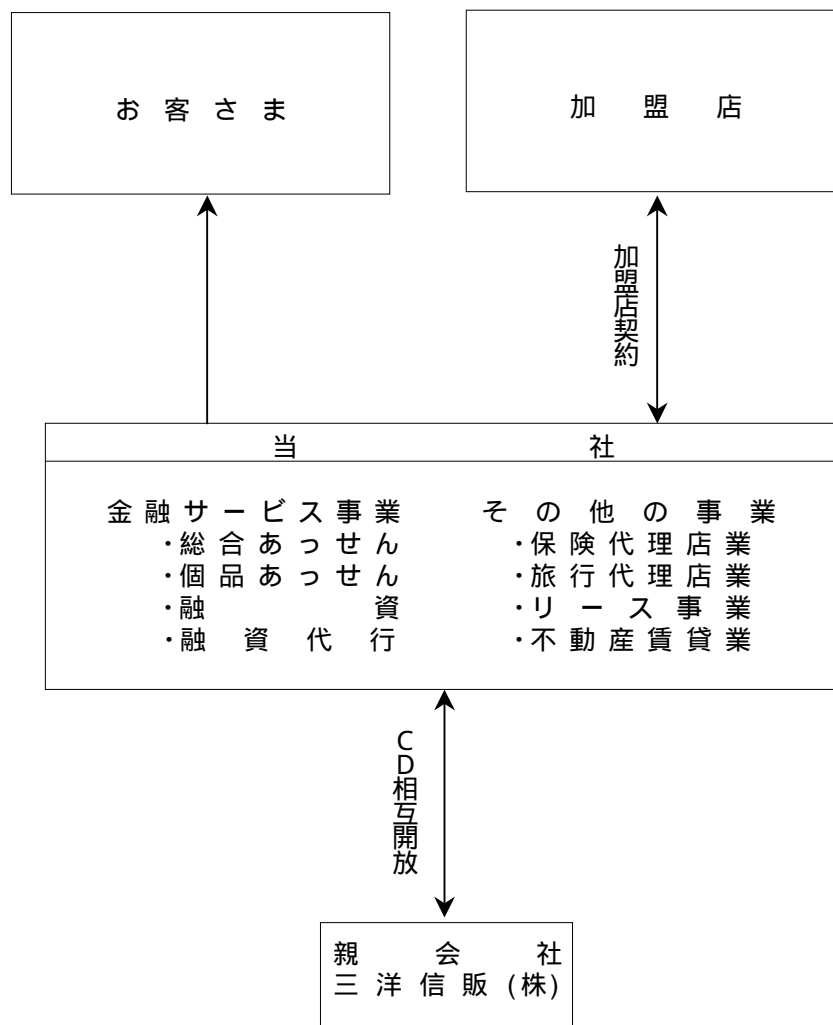 お客さま
加盟店
加盟店契約
当社
金融サービス事業
・総合あっせん
・個品あっせん
・融資
・融資代行
その他の事業
・保険代理店業
・旅行代理店業
・リース事業
・不動産賃貸業
CD相互開放
親会社
三洋信販(株)